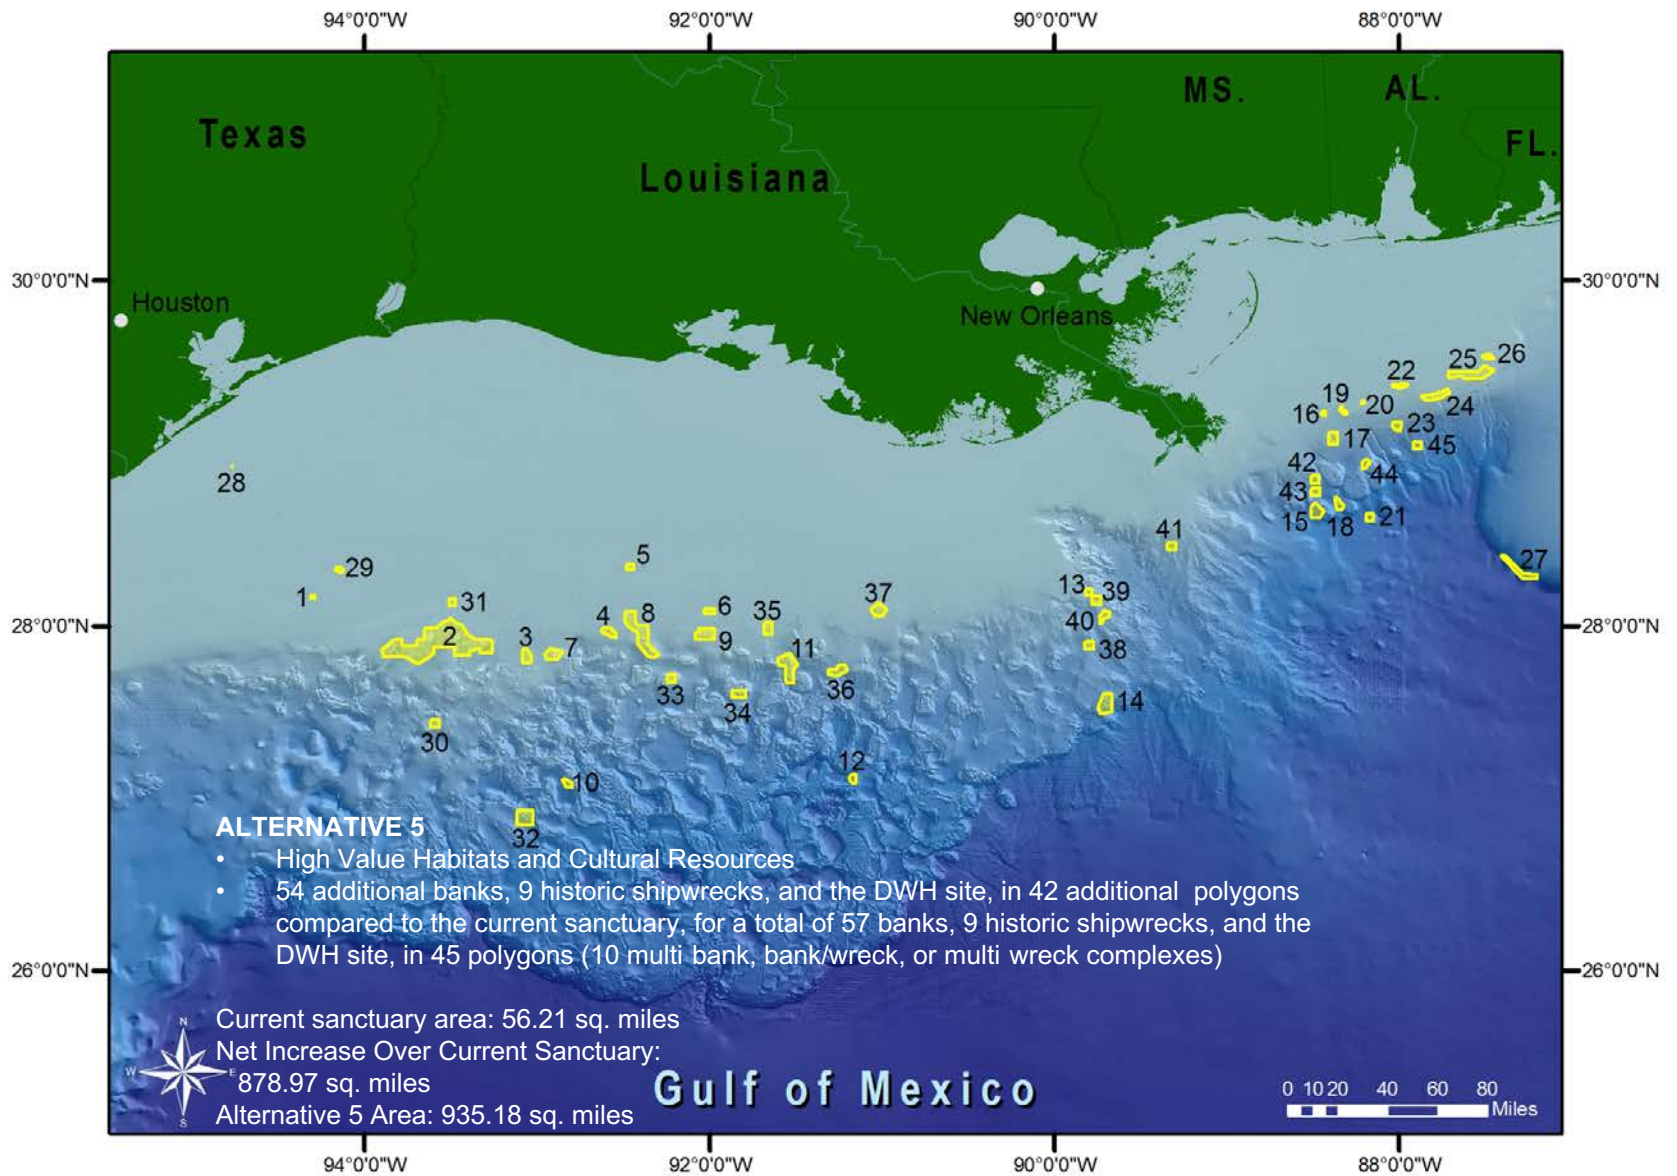 94°0'0"W 92°0'0"W 90°0'0"W 88°0'0"W
MS. AL.
Texas FL.
Louisiana
30°0'0"N 30°0'0"N
Houston
New Orleans
25 26
22
19 20 24
16
23
17 45
28 42 44
43
15 18 21
41
5
29 27
1 31 4 8 6 35 37 13 39
28°0'0"N 28°0'0"N
2 3 7 9 11 40
38
33 34 36
14
30
12
10
32
ALTERNATIVE 5
• High Value Habitats and Cultural Resources
• 54 additional banks, 9 historic shipwrecks, and the DWH site, in 42 additional polygons
compared to the current sanctuary, for a total of 57 banks, 9 historic shipwrecks, and the
DWH site, in 45 polygons (10 multi bank, bank/wreck, or multi wreck complexes)
26°0'0"N 26°0'0"N
Current sanctuary area: 56.21 sq. miles
Net Increase Over Current Sanctuary:
878.97 sq. miles
Alternative 5 Area: 935.18 sq. miles
N
W E
S
Gulf of Mexico
0 10 20 40 60 80
Miles
94°0'0"W 92°0'0"W 90°0'0"W 88°0'0"W